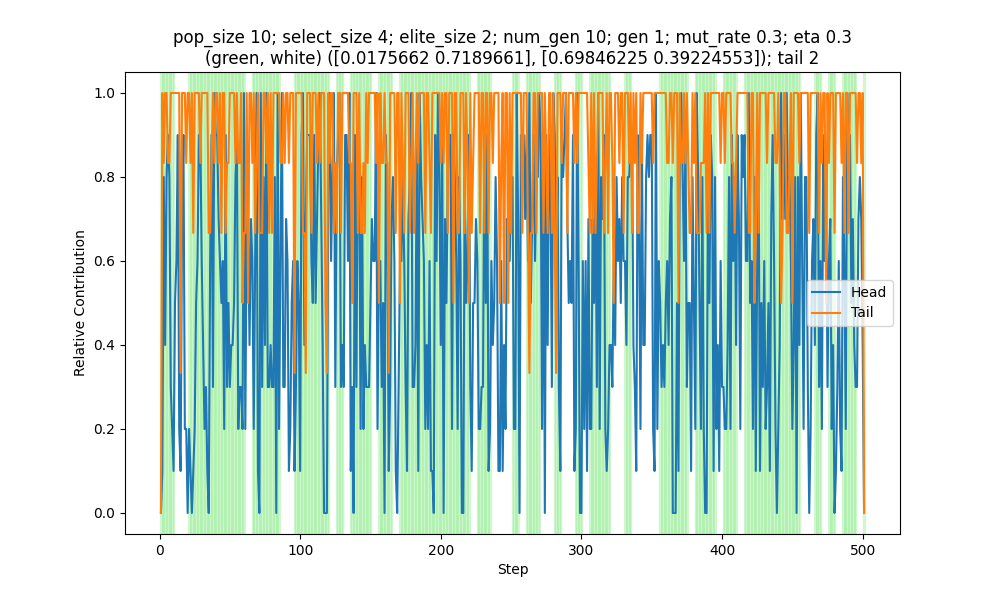 pop_size 10; select_size 4; elite_size 2; num_gen 10; gen 1; mut_rate 0.3; eta 0.3
(green, white) ([0.0175662 0.7189661], [0.69846225 0.39224553]); tail 2
Relative Contribution
1.0
0.8
0.6
0.4
0.2
0.0
Head
Tail
0
100
200
300
400
500
Step